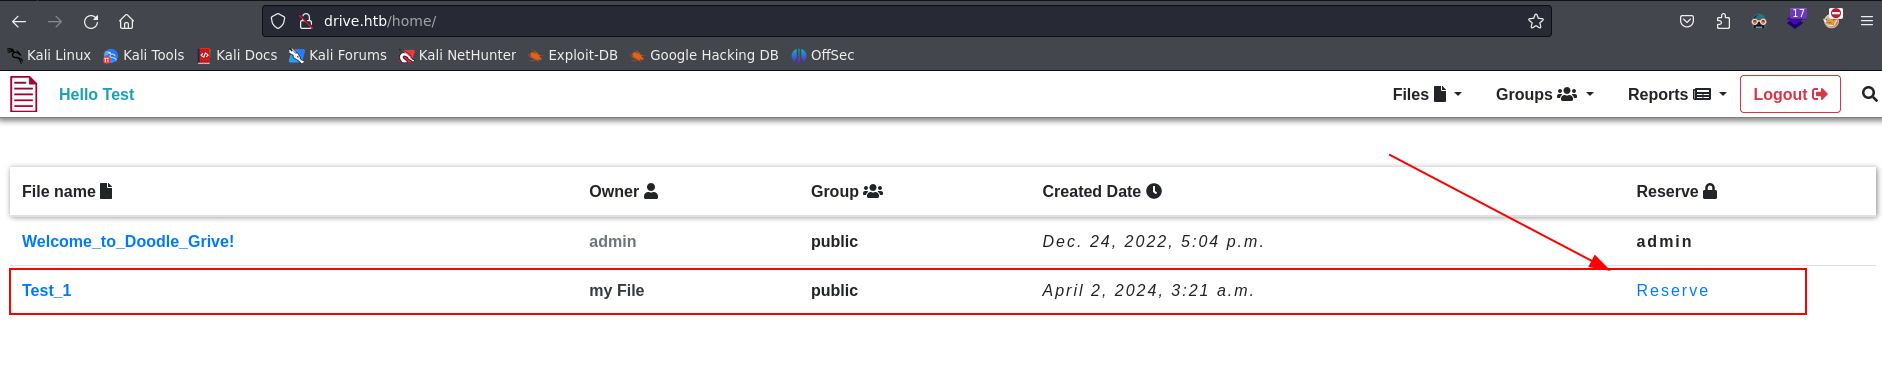 drive.htb/home/
17
Kali Linux Kali Tools Kali Docs Kali Forums Kali NetHunter Exploit-DB Google Hacking DB OffSec
Hello Test Files Groups Reports Logout
File name Owner Group Created Date Reserve
Welcome_to_Doodle_Grive! admin public Dec. 24, 2022, 5:04 p.m. admin
Test_1 my File public April 2, 2024, 3:21 a.m. Reserve